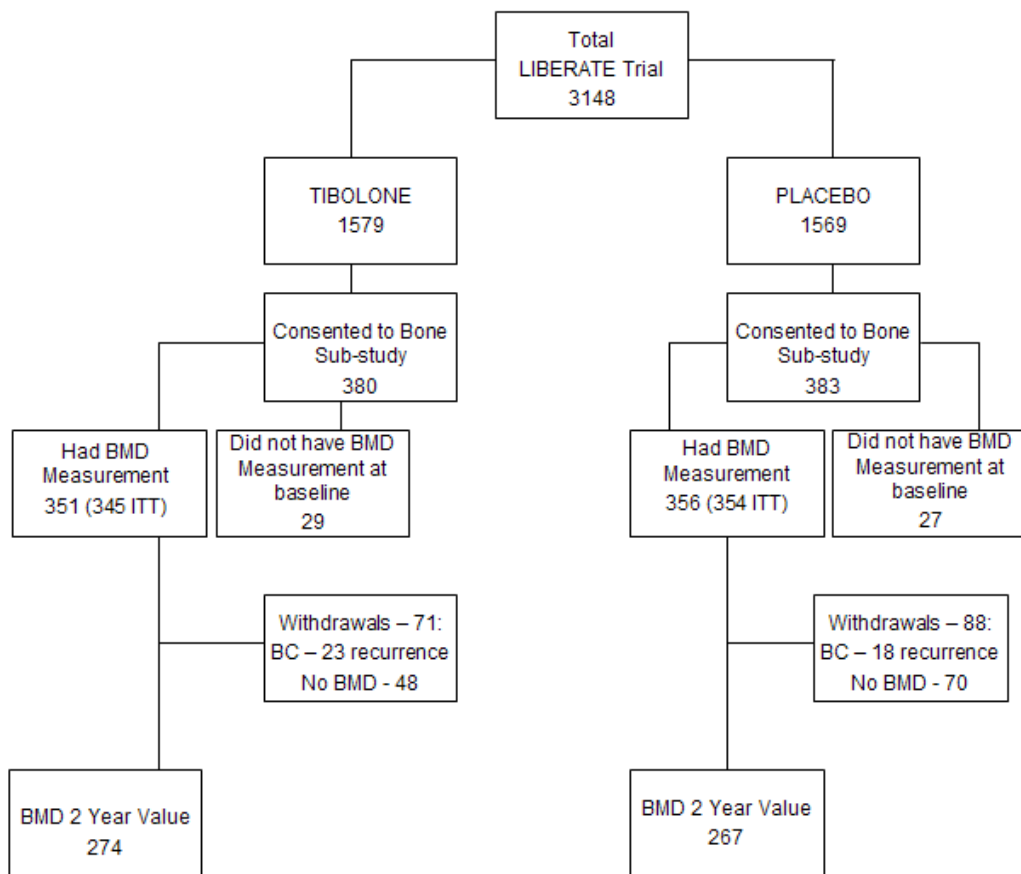 Total
LIBERATE Trial
3148
TIBOLONE
1579
PLACEBO
1569
Consented to Bone
Sub-study
380
Consented to Bone
Sub-study
383
Had BMD
Measurement
351 (345 ITT)
Did not have BMD
Measurement at
baseline
29
Had BMD
Measurement
356 (354 ITT)
Did not have BMD
Measurement at
baseline
27
Withdrawals – 71:
BC – 23 recurrence
No BMD - 48
Withdrawals – 88:
BC – 18 recurrence
No BMD - 70
BMD 2 Year Value
274
BMD 2 Year Value
267